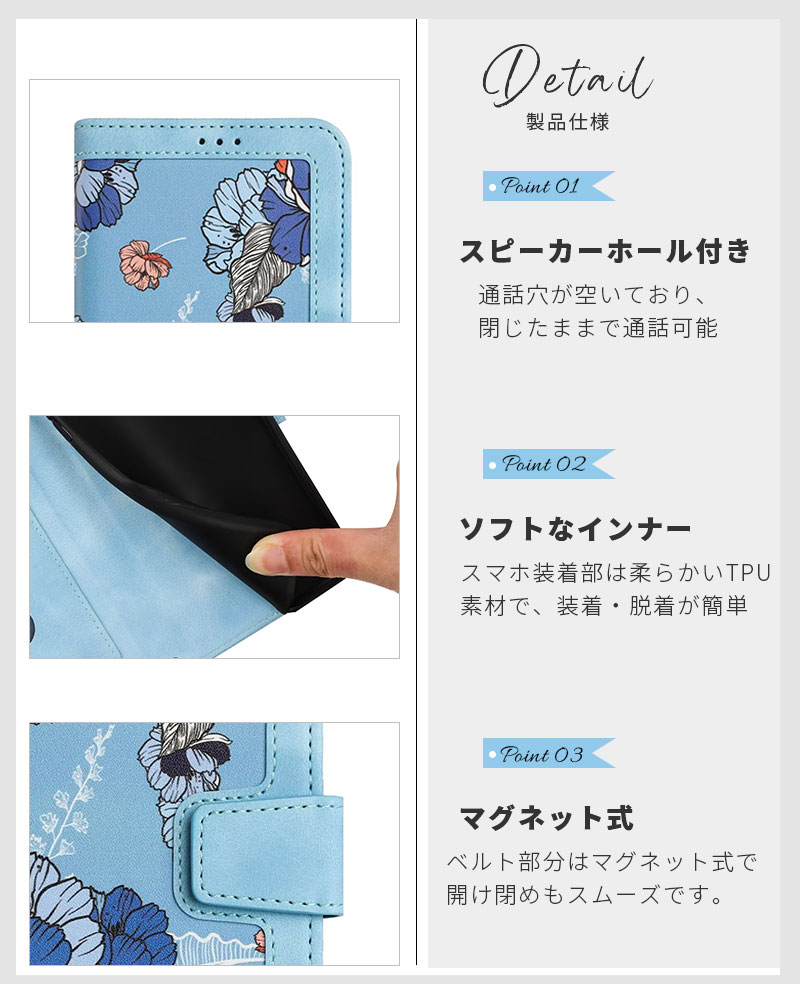 Detail
製品仕様
Point 01
スピーカーホール付き
通話穴が空いており、
閉じたままで通話可能
Point 02
ソフトなインナー
スマホ装着部は柔らかいTPU
素材で、装着・脱着が簡単
Point 03
マグネット式
ベルト部分はマグネット式で
開け閉めもスムーズです。